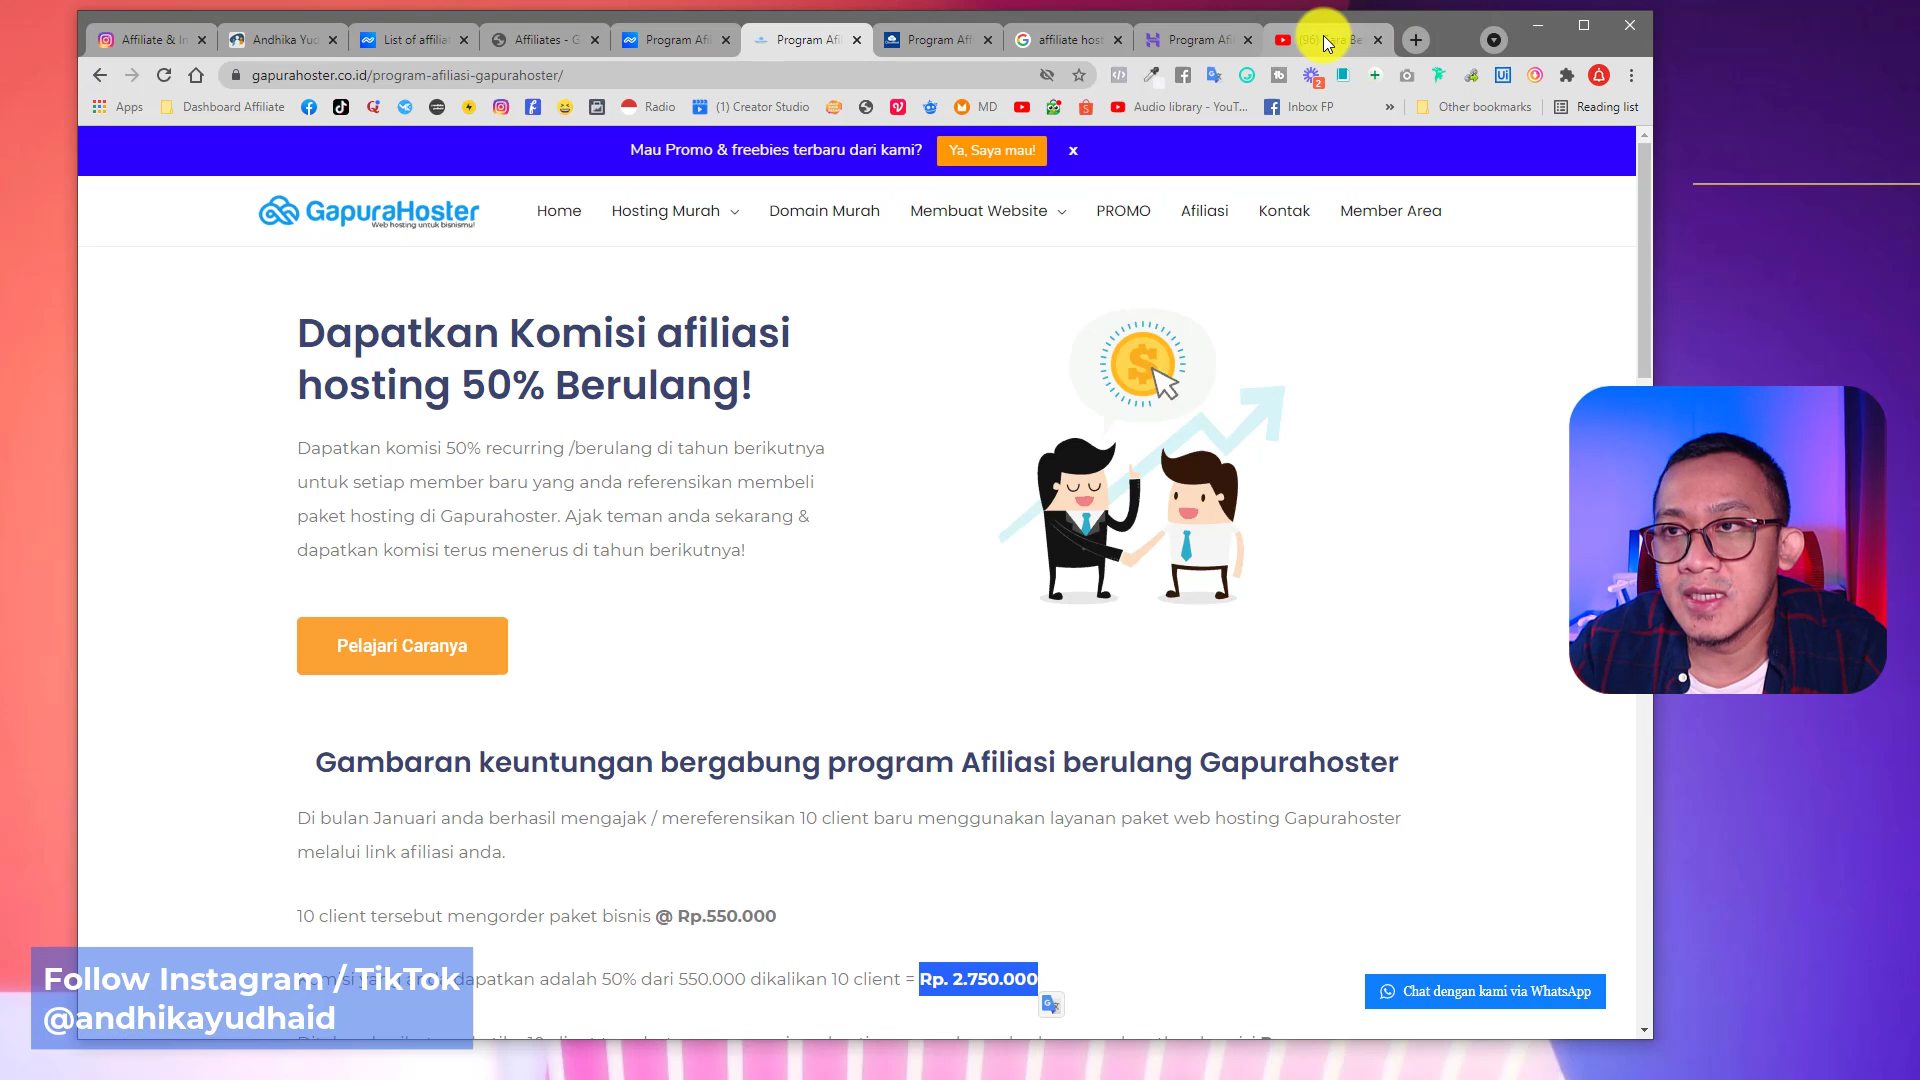 Affiliate & In
Andhika Yud
List of affilia
Affiliates - G
Program Afi
Program Afi
Program Afi
affiliate host
Program Afi
(96) Cara Be
gapurahoster.co.id/program-afiliasi-gapurahoster/
Apps
Dashboard Affiliate
Radio
(1) Creator Studio
MD
Audio library - YouT...
Inbox FP
»
Other bookmarks
Reading list
Mau Promo & freebies terbaru dari kami?
Ya, Saya mau!
x
GapuraHoster
Web hosting untuk bisnismu!
Home
Hosting Murah
Domain Murah
Membuat Website
PROMO
Afiliasi
Kontak
Member Area
Dapatkan Komisi afiliasi
hosting 50% Berulang!
Dapatkan komisi 50% recurring /berulang di tahun berikutnya
untuk setiap member baru yang anda referensikan membeli
paket hosting di Gapurahoster. Ajak teman anda sekarang &
dapatkan komisi terus menerus di tahun berikutnya!
Pelajari Caranya
Gambaran keuntungan bergabung program Afiliasi berulang Gapurahoster
Di bulan Januari anda berhasil mengajak / mereferensikan 10 client baru menggunakan layanan paket web hosting Gapurahoster
melalui link afiliasi anda.
10 client tersebut mengorder paket bisnis @ Rp.550.000
dapatkan adalah 50% dari 550.000 dikalikan 10 client = Rp. 2.750.000
Chat dengan kami via WhatsApp
Follow Instagram / TikTok
@andhikayudhaid